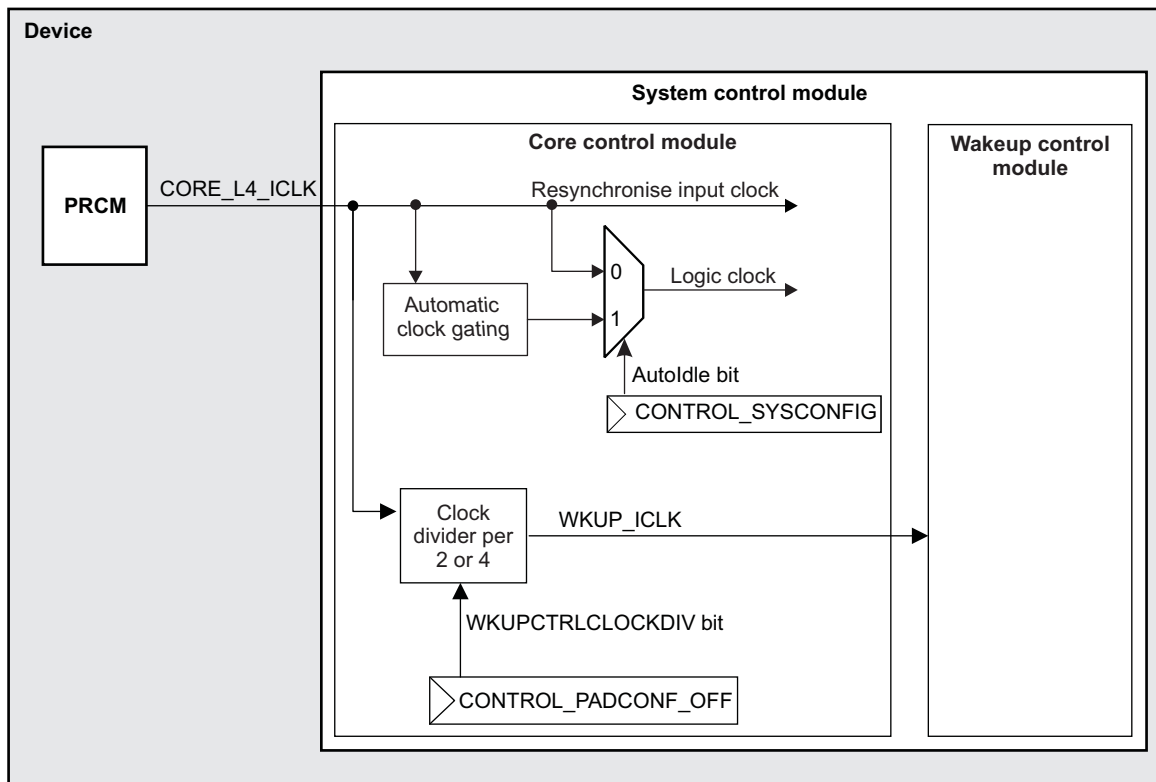 Device
System control module
Core control module
Wakeup control
module
PRCM
CORE_L4_ICLK
Resynchronise input clock
0
Logic clock
Automatic
clock gating
1
AutoIdle bit
CONTROL_SYSCONFIG
Clock
divider per
2 or 4
WKUP_ICLK
WKUPCTRLCLOCKDIV bit
CONTROL_PADCONF_OFF